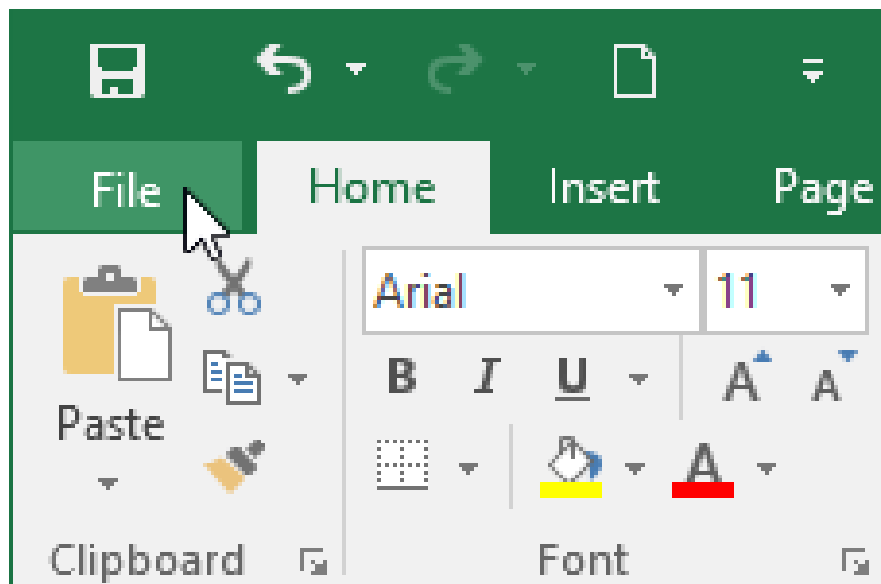 File Home Insert Page
Arial 11
B I U A A
Paste
A
Clipboard Font